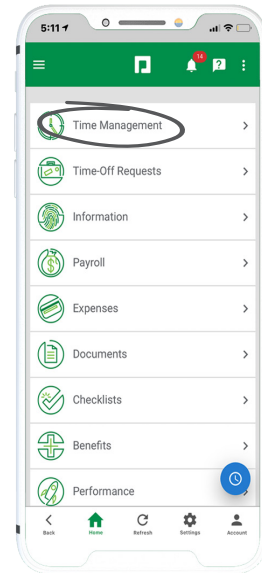 5:11
14
?
Time Management
Time-Off Requests
Information
Payroll
Expenses
Documents
Checklists
Benefits
Performance
Back Home Refresh Settings Account